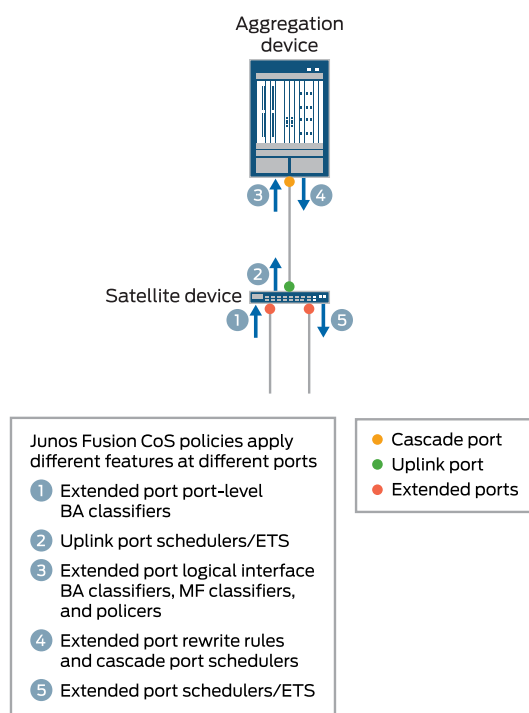 Aggregation
device
3
4
2
Satellite device
1
5
Junos Fusion CoS policies apply
different features at different ports
1 Extended port port-level
BA classifiers
2 Uplink port schedulers/ETS
3 Extended port logical interface
BA classifiers, MF classifiers,
and policers
4 Extended port rewrite rules
and cascade port schedulers
5 Extended port schedulers/ETS
Cascade port
Uplink port
Extended ports